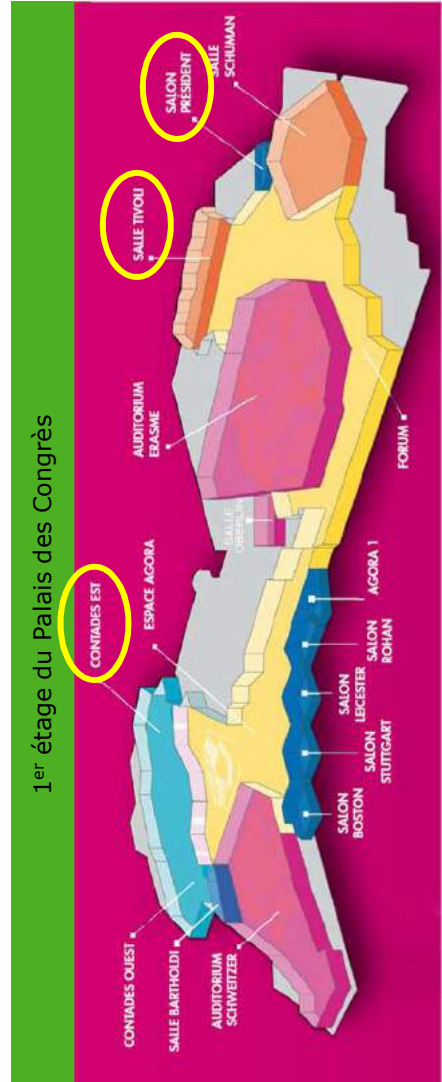 1er étage du Palais des Congrès
CONTADES OUEST
SALLE BARTHOLDI
AUDITORIUM
SCHWEITZER
CONTADES EST
ESPACE AGORA
AUDITORIUM
ERASME
SALLE TIVOLI
SALON
PRÉSIDENT
SALLE
SCHUMAN
SALLE
OBERLIN
SALON
BOSTON
SALON
STUTTGART
SALON
LEICESTER
SALON
ROHAN
AGORA 1
FORUM